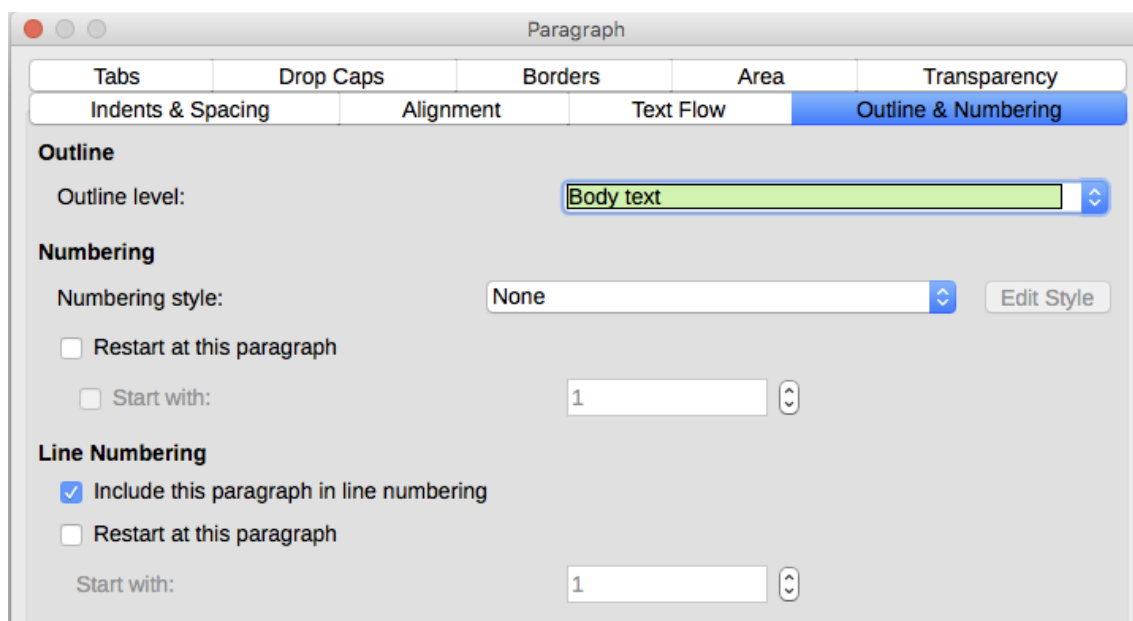 Paragraph
Tabs Drop Caps Borders Area Transparency
Indents & Spacing Alignment Text Flow Outline & Numbering
Outline
Outline level: Body text
Numbering
Numbering style: None Edit Style
Restart at this paragraph
Start with: 1
Line Numbering
Include this paragraph in line numbering
Restart at this paragraph
Start with: 1